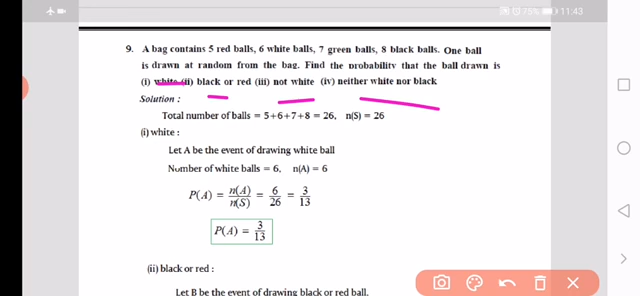 75% 11:43
9. A bag contains 5 red balls, 6 white balls, 7 green balls, 8 black balls. One ball
is drawn at random from the bag. Find the probability that the ball drawn is
(i) white (ii) black or red (iii) not white (iv) neither white nor black
Solution :
Total number of balls = 5+6+7+8 = 26, n(S) = 26
(i) white :
Let A be the event of drawing white ball
Number of white balls = 6, n(A) = 6
P(A) = n(A)/n(S) = 6/26 = 3/13
P(A) = 3/13
(ii) black or red :
Let B be the event of drawing black or red ball.